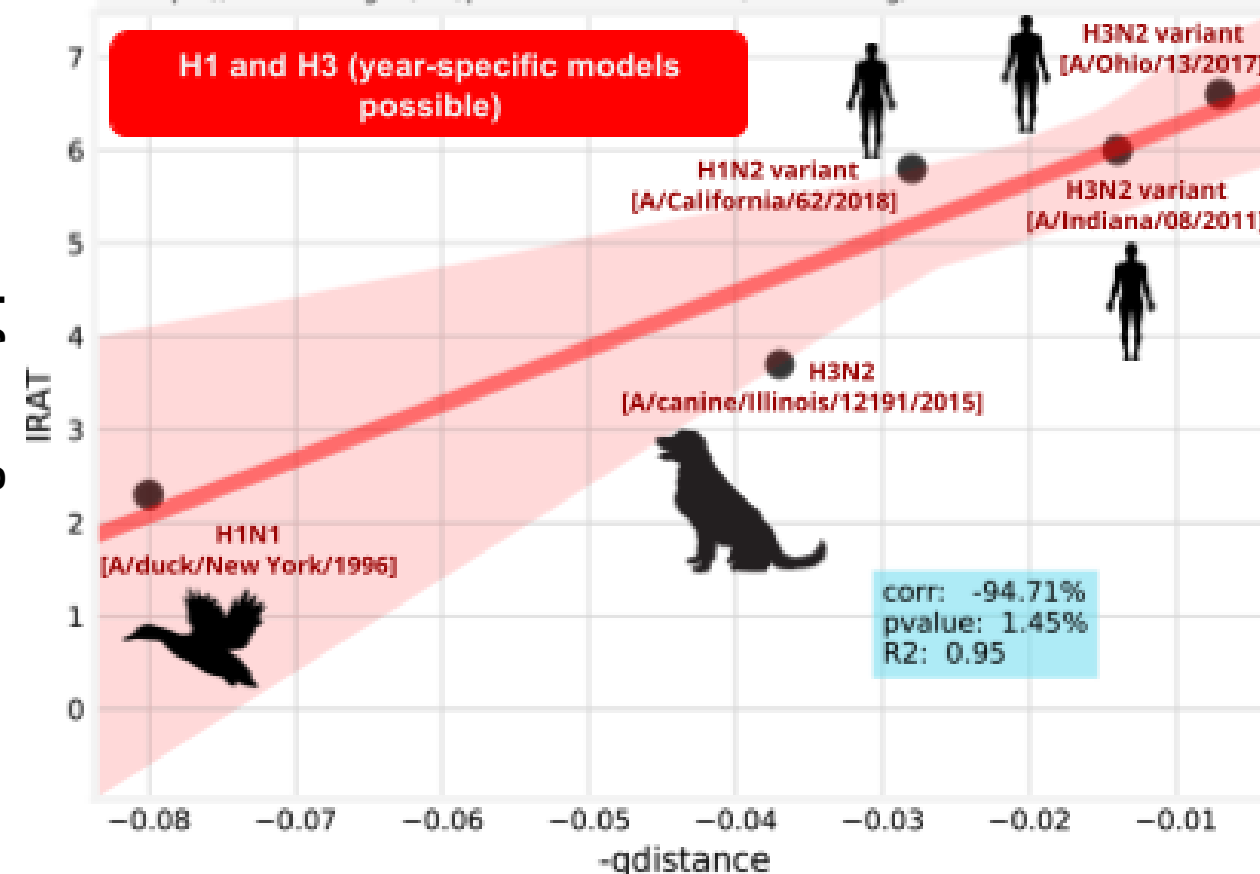 H1 and H3 (year-specific models
possible)
H3N2 variant
[A/Ohio/13/2017]
7
6
5
4
3
2
1
0
IRAT
H1N2 variant
[A/California/62/2018]
H3N2 variant
[A/Indiana/08/2011]
H3N2
[A/canine/Illinois/12191/2015]
H1N1
[A/duck/New York/1996]
corr: -94.71%
pvalue: 1.45%
R2: 0.95
−0.08 −0.07 −0.06 −0.05 −0.04 −0.03 −0.02 −0.01
-qdistance